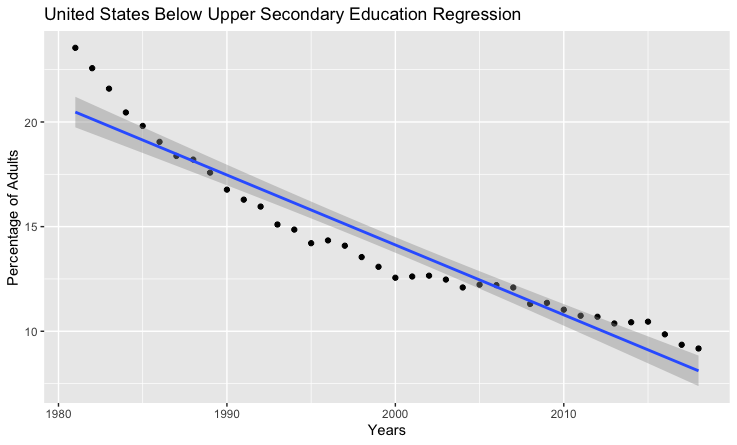 United States Below Upper Secondary Education Regression
Percentage of Adults
20
15
10
1980
1990
2000
2010
Years